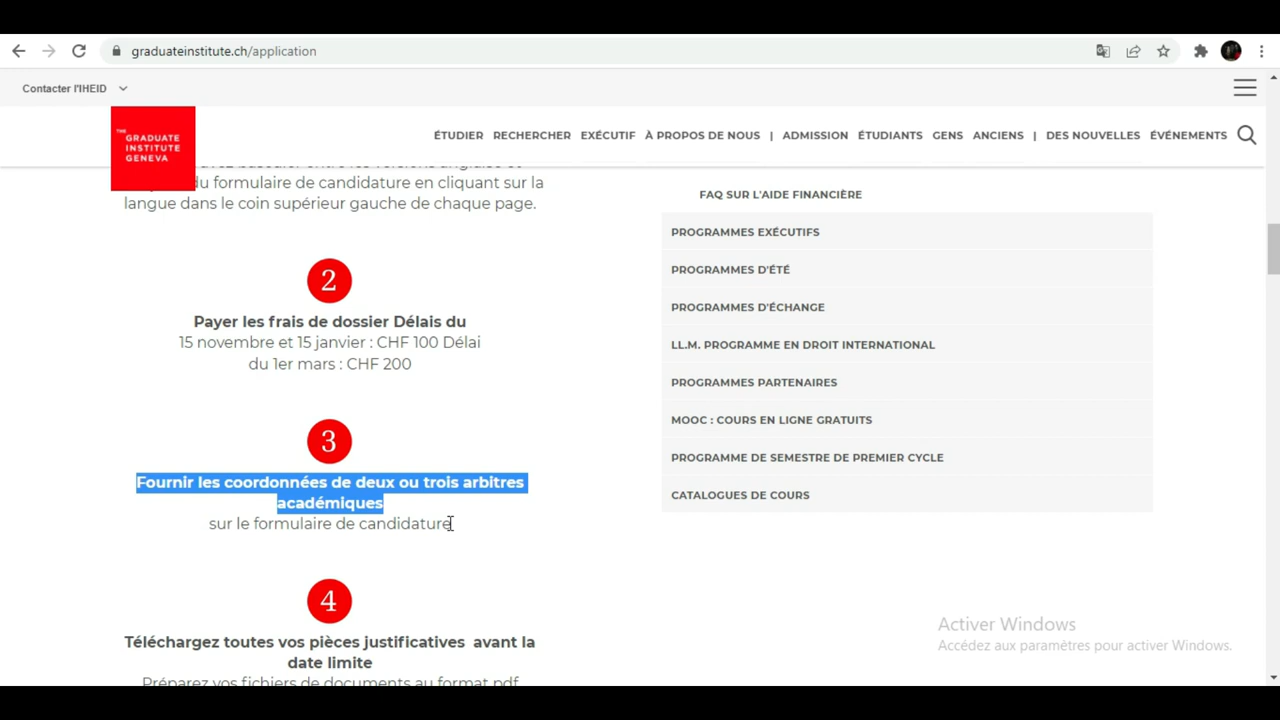 graduateinstitute.ch/application
Contacter l'IHEID
THE
GRADUATE
INSTITUTE
GENEVA
ÉTUDIER RECHERCHER EXÉCUTIF À PROPOS DE NOUS | ADMISSION ÉTUDIANTS GENS ANCIENS | DES NOUVELLES ÉVÉNEMENTS
du formulaire de candidature en cliquant sur la
langue dans le coin supérieur gauche de chaque page.
2
Payer les frais de dossier Délais du
15 novembre et 15 janvier : CHF 100 Délai
du 1er mars : CHF 200
3
Fournir les coordonnées de deux ou trois arbitres
académiques
sur le formulaire de candidature
4
Téléchargez toutes vos pièces justificatives avant la
date limite
Préparez vos fichiers de documents au format pdf
FAQ SUR L'AIDE FINANCIÈRE
PROGRAMMES EXÉCUTIFS
PROGRAMMES D'ÉTÉ
PROGRAMMES D'ÉCHANGE
LL.M. PROGRAMME EN DROIT INTERNATIONAL
PROGRAMMES PARTENAIRES
MOOC : COURS EN LIGNE GRATUITS
PROGRAMME DE SEMESTRE DE PREMIER CYCLE
CATALOGUES DE COURS
Activer Windows
Accédez aux paramètres pour activer Windows.